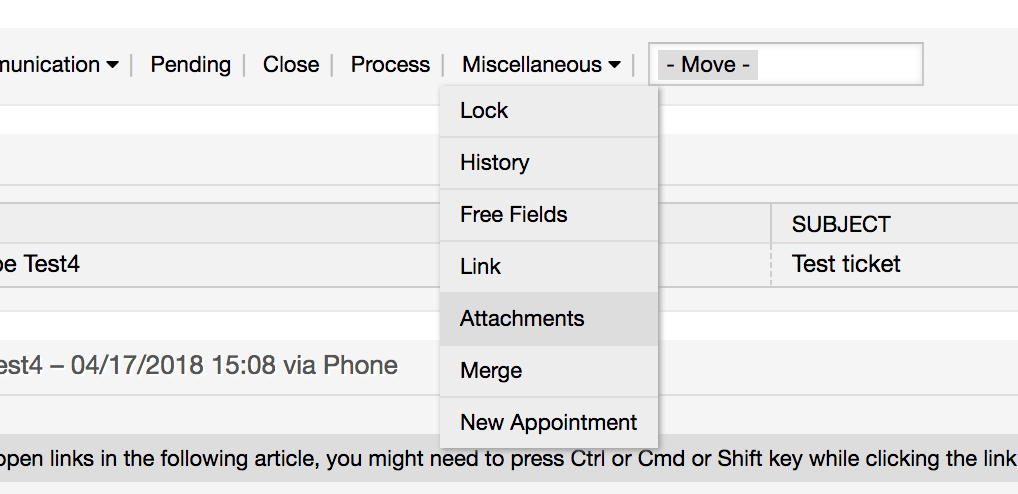 munication Pending Close Process Miscellaneous - Move -
Lock
History
Free Fields
Link
Attachments
Merge
New Appointment
SUBJECT
be Test4 Test ticket
est4 – 04/17/2018 15:08 via Phone
open links in the following article, you might need to press Ctrl or Cmd or Shift key while clicking the link